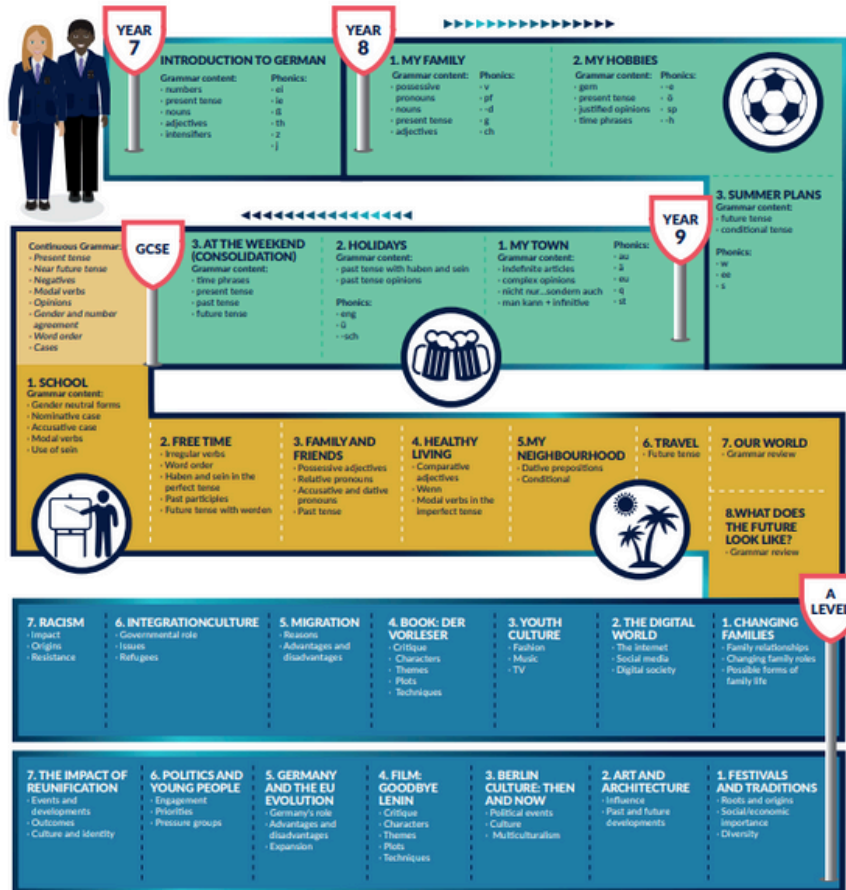 YEAR
7
INTRODUCTION TO GERMAN
Grammar content:
· numbers
· present tense
· nouns
· adjectives
· intensifiers
Phonics:
· ei
· ie
· ß
· th
· z
· j
YEAR
8
1. MY FAMILY
Grammar content:
· possessive
pronouns
· nouns
· present tense
· adjectives
Phonics:
· v
· pf
· -d
· g
· ch
2. MY HOBBIES
Grammar content:
· gern
· present tense
· justified opinions
· time phrases
Phonics:
· -e
· ö
· sp
· -h
3. SUMMER PLANS
Grammar content:
· future tense
· conditional tense
Phonics:
· w
· ee
· s
YEAR
9
1. MY TOWN
Grammar content:
· indefinite articles
· complex opinions
· nicht nur...sondern auch
· man kann + infinitive
Phonics:
· au
· ä
· eu
· q
· st
2. HOLIDAYS
Grammar content:
· past tense with haben and sein
· past tense opinions
Phonics:
· eng
· ü
· -sch
3. AT THE WEEKEND
(CONSOLIDATION)
Grammar content:
· time phrases
· present tense
· past tense
· future tense
GCSE
Continuous Grammar:
· Present tense
· Near future tense
· Negatives
· Modal verbs
· Opinions
· Gender and number
agreement
· Word order
· Cases
1. SCHOOL
Grammar content:
· Gender neutral forms
· Nominative case
· Accusative case
· Modal verbs
· Use of sein
2. FREE TIME
· Irregular verbs
· Word order
· Haben and sein in the
perfect tense
· Past participles
· Future tense with werden
3. FAMILY AND
FRIENDS
· Possessive adjectives
· Relative pronouns
· Accusative and dative
pronouns
· Past tense
4. HEALTHY
LIVING
· Comparative
adjectives
· Wenn
· Modal verbs in the
imperfect tense
5.MY
NEIGHBOURHOOD
· Dative prepositions
· Conditional
6. TRAVEL
· Future tense
7. OUR WORLD
· Grammar review
8.WHAT DOES
THE FUTURE
LOOK LIKE?
· Grammar review
A
LEVEL
7. RACISM
· Impact
· Origins
· Resistance
6. INTEGRATIONCULTURE
· Governmental role
· Issues
· Refugees
5. MIGRATION
· Reasons
· Advantages and
disadvantages
4. BOOK: DER
VORLESER
· Critique
· Characters
· Themes
· Plots
· Techniques
3. YOUTH
CULTURE
· Fashion
· Music
· TV
2. THE DIGITAL
WORLD
· The internet
· Social media
· Digital society
1. CHANGING
FAMILIES
· Family relationships
· Changing family roles
· Possible forms of
family life
7. THE IMPACT OF
REUNIFICATION
· Events and
developments
· Outcomes
· Culture and identity
6. POLITICS AND
YOUNG PEOPLE
· Engagement
· Priorities
· Pressure groups
5. GERMANY
AND THE EU
EVOLUTION
· Germany's role
· Advantages and
disadvantages
· Expansion
4. FILM:
GOODBYE
LENIN
· Critique
· Characters
· Themes
· Plots
· Techniques
3. BERLIN
CULTURE: THEN
AND NOW
· Political events
· Culture
· Multiculturalism
2. ART AND
ARCHITECTURE
· Influence
· Past and future
developments
1. FESTIVALS
AND TRADITIONS
· Roots and origins
· Social/economic
importance
· Diversity